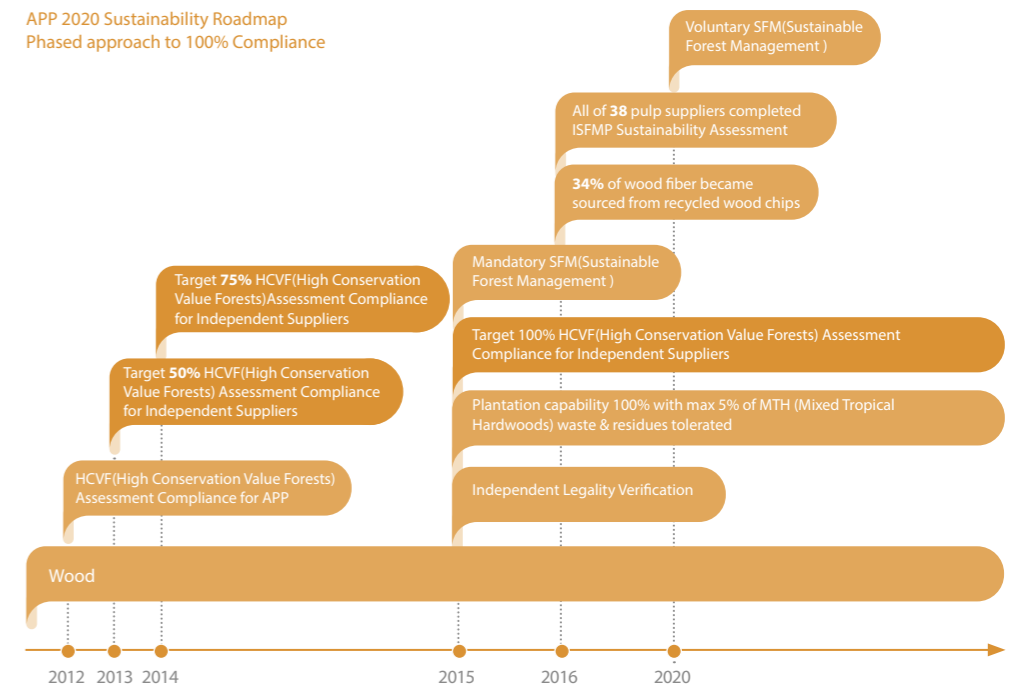 APP 2020 Sustainability Roadmap
Phased approach to 100% Compliance
Voluntary SFM(Sustainable
Forest Management )
All of 38 pulp suppliers completed
ISFMP Sustainability Assessment
34% of wood fiber became
sourced from recycled wood chips
Mandatory SFM(Sustainable
Forest Management )
Target 75% HCVF(High Conservation
Value Forests)Assessment Compliance
for Independent Suppliers
Target 100% HCVF(High Conservation Value Forests) Assessment
Compliance for Independent Suppliers
Target 50% HCVF(High Conservation
Value Forests) Assessment Compliance
for Independent Suppliers
Plantation capability 100% with max 5% of MTH (Mixed Tropical
Hardwoods) waste & residues tolerated
HCVF(High Conservation Value Forests)
Assessment Compliance for APP
Independent Legality Verification
Wood
2012 2013 2014 2015 2016 2020